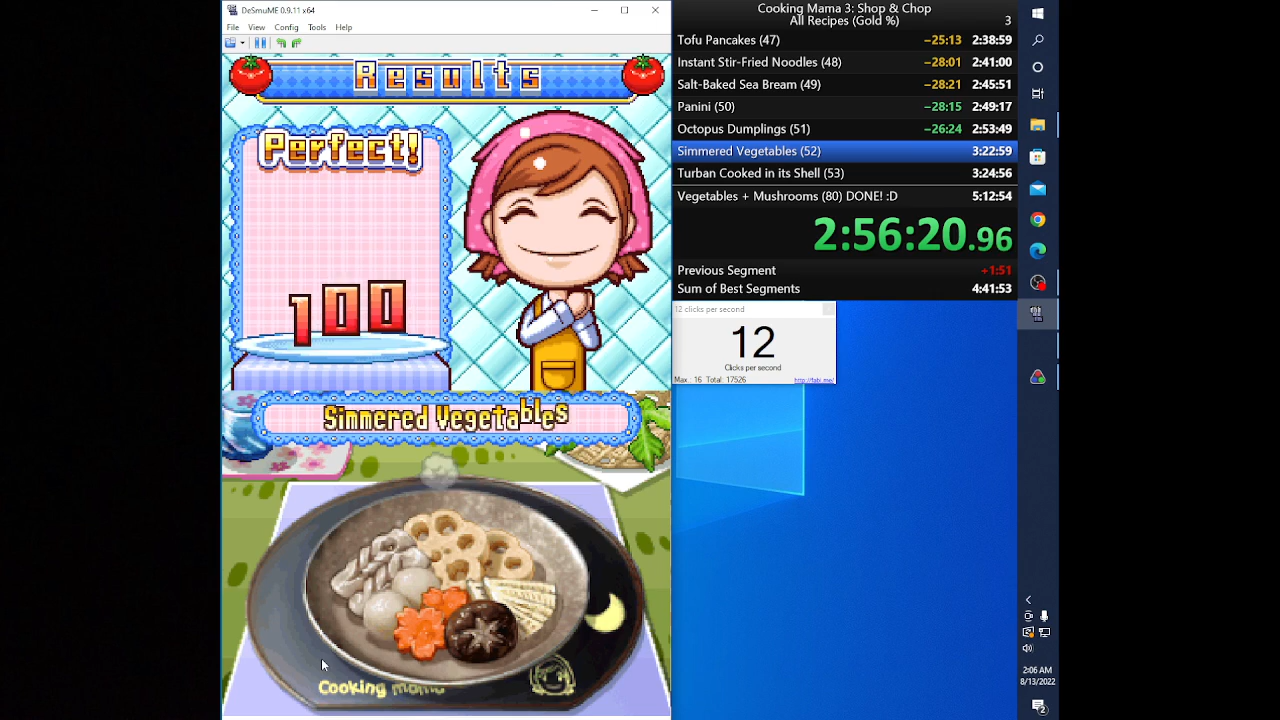 DeSmuME 0.9.11 x64
File View Config Tools Help
Results
Perfect!
100
Simmered Vegetables
Cooking mama
Cooking Mama 3: Shop & Chop
All Recipes (Gold %) 3
Tofu Pancakes (47) −25:13 2:38:59
Instant Stir-Fried Noodles (48) −28:01 2:41:00
Salt-Baked Sea Bream (49) −28:21 2:45:51
Panini (50) −28:15 2:49:17
Octopus Dumplings (51) −26:24 2:53:49
Simmered Vegetables (52) 3:22:59
Turban Cooked in its Shell (53) 3:24:56
Vegetables + Mushrooms (80) DONE! :D 5:12:54
2:56:20.96
Previous Segment +1:51
Sum of Best Segments 4:41:53
12 clicks per second
12
Clicks per second
Max.: 16 Total: 17526 http://fabi.me/
2:06 AM
8/13/2022
2